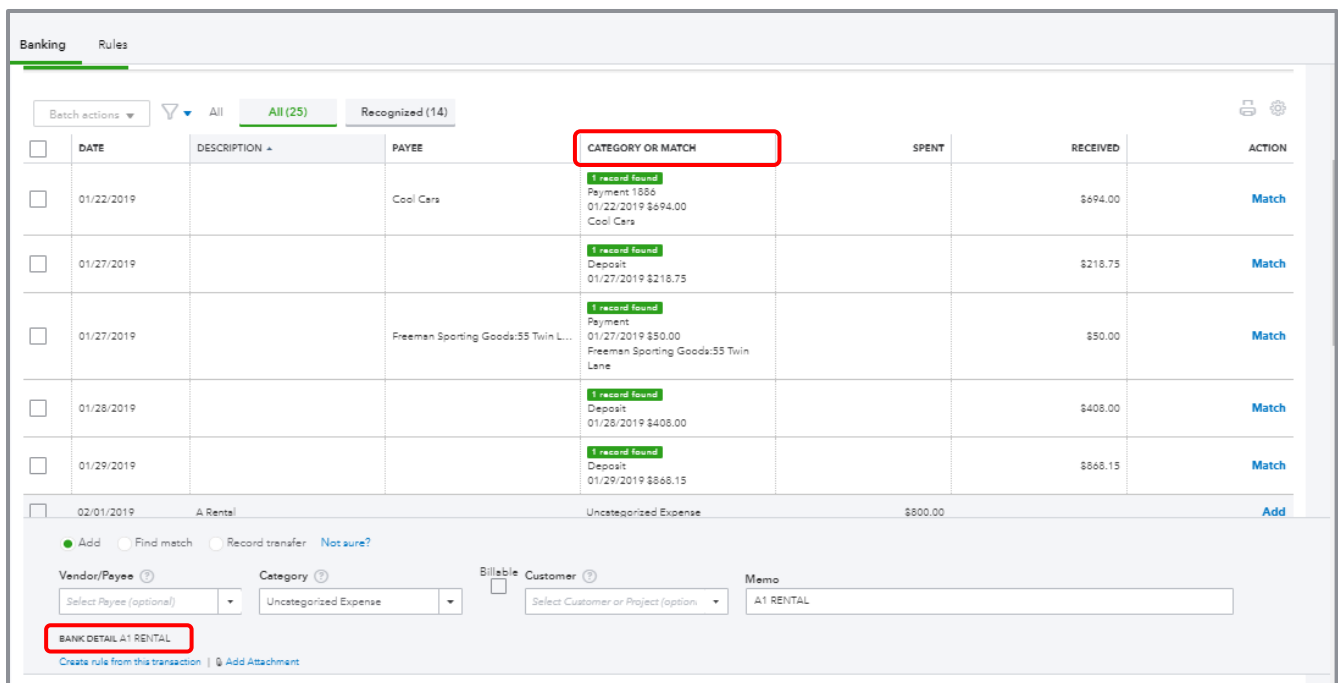 Banking Rules
Batch actions All All (25) Recognized (14)
DATE DESCRIPTION PAYEE CATEGORY OR MATCH SPENT RECEIVED ACTION
1 record found
Payment 1886
01/22/2019 Cool Cars 01/22/2019 $694.00 $694.00 Match
Cool Cars
1 record found
01/27/2019 Deposit $218.75 Match
01/27/2019 $218.75
1 record found
Payment
01/27/2019 Freeman Sporting Goods:55 Twin L... 01/27/2019 $50.00 $50.00 Match
Freeman Sporting Goods:55 Twin
Lane
1 record found
01/28/2019 Deposit $408.00 Match
01/28/2019 $408.00
1 record found
01/29/2019 Deposit $868.15 Match
01/29/2019 $868.15
02/01/2019 A Rental Uncategorized Expense $800.00 Add
Add Find match Record transfer Not sure?
Vendor/Payee ? Category ? Billable Customer ? Memo
Select Payee (optional) Uncategorized Expense Select Customer or Project (option A1 RENTAL
BANK DETAIL A1 RENTAL
Create rule from this transaction | Add Attachment